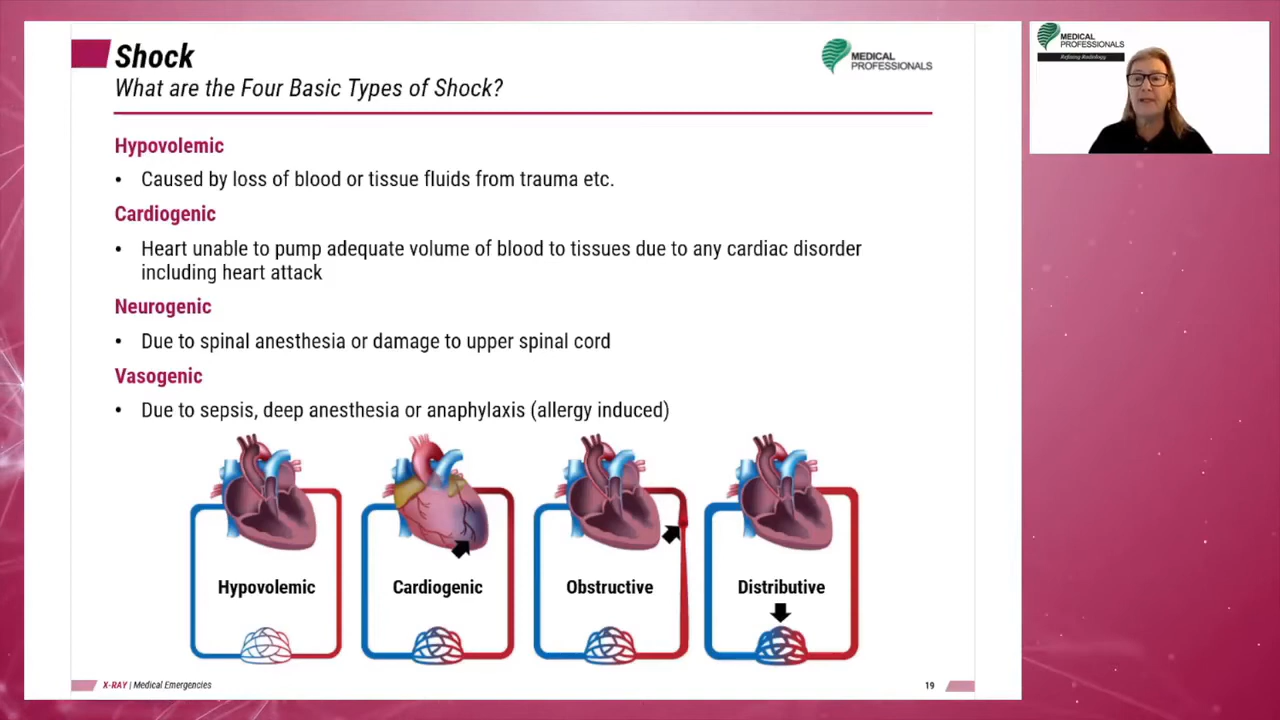 Shock
What are the Four Basic Types of Shock?
MEDICAL
PROFESSIONALS
Hypovolemic
• Caused by loss of blood or tissue fluids from trauma etc.
Cardiogenic
• Heart unable to pump adequate volume of blood to tissues due to any cardiac disorder
including heart attack
Neurogenic
• Due to spinal anesthesia or damage to upper spinal cord
Vasogenic
• Due to sepsis, deep anesthesia or anaphylaxis (allergy induced)
Hypovolemic
Cardiogenic
Obstructive
Distributive
X-RAY | Medical Emergencies
19
MEDICAL
PROFESSIONALS
Refining Radiology